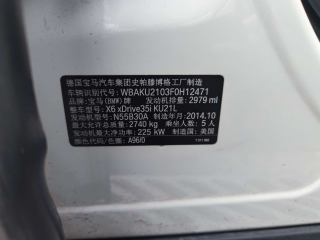 德国宝马汽车集团史帕滕博格工厂制造
车辆识别代号: WBAKU2103F0H12471
品牌: 宝马(BMW)牌 发动机排量: 2979 ml
整车型号: X6 xDrive35i KU21L
发动机型号: N55B30A 制造年月: 2014.10
最大允许总质量: 2740 kg 乘坐人数: 5 人
发动机最大净功率: 225 kW 制造国: 美国
颜色代码/色器: A96/0